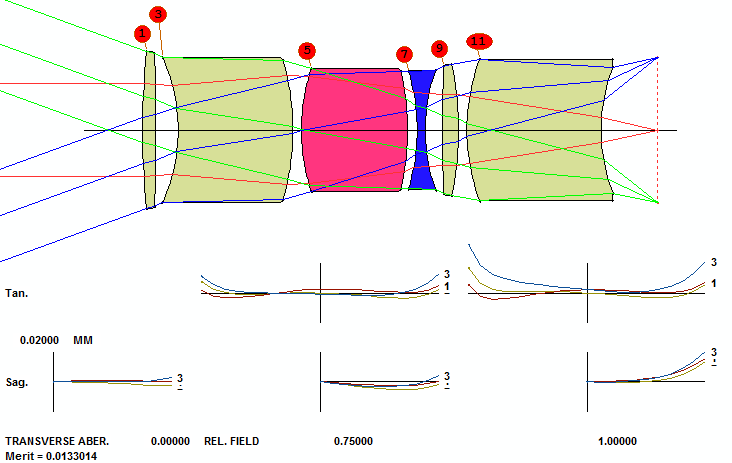 1 3 5 7 9 11
3
1
3
1
Tan.
0.02000 MM
3
3
3
Sag.
TRANSVERSE ABER. 0.00000 REL. FIELD 0.75000 1.00000
Merit = 0.0133014